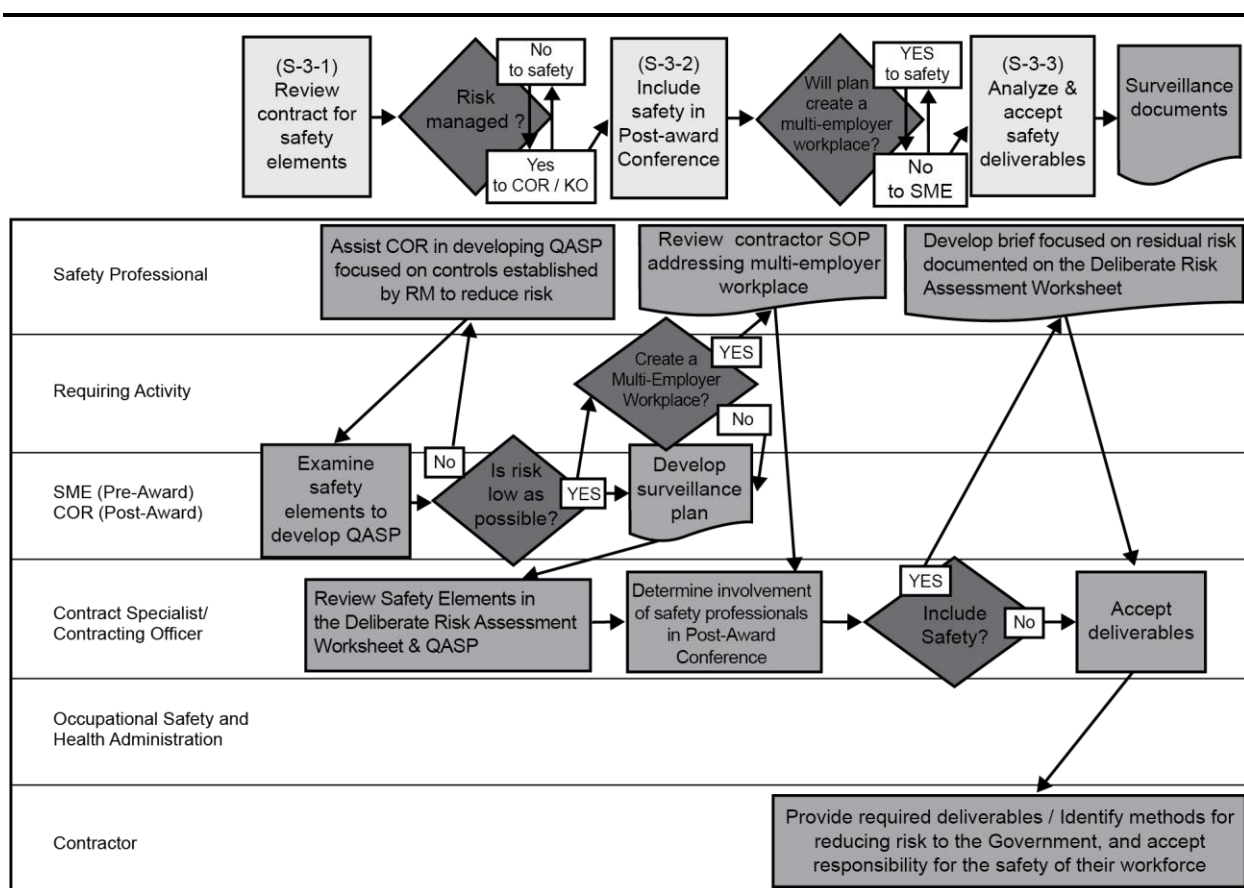 (S-3-1)
Review
contract for
safety
elements
Risk
managed ?
No
to safety
Yes
to COR / KO
(S-3-2)
Include
safety in
Post-award
Conference
Will plan
create a
multi-employer
workplace?
YES
to safety
No
to SME
(S-3-3)
Analyze &
accept
safety
deliverables
Surveillance
documents
Safety Professional
Assist COR in developing QASP
focused on controls established
by RM to reduce risk
Review contractor SOP
addressing multi-employer
workplace
Develop brief focused on residual risk
documented on the Deliberate Risk
Assessment Worksheet
Requiring Activity
Create a
Multi-Employer
Workplace?
YES
No
SME (Pre-Award)
COR (Post-Award)
Examine
safety
elements to
develop QASP
No
Is risk
low as
possible?
YES
Develop
surveillance
plan
Contract Specialist/
Contracting Officer
Review Safety Elements in
the Deliberate Risk Assessment
Worksheet & QASP
Determine involvement
of safety professionals
in Post-Award
Conference
YES
Include
Safety?
No
Accept
deliverables
Occupational Safety and
Health Administration
Contractor
Provide required deliverables / Identify methods for
reducing risk to the Government, and accept
responsibility for the safety of their workforce